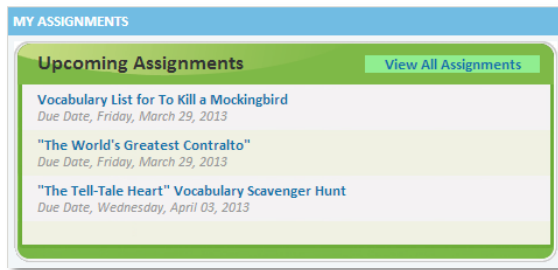 MY ASSIGNMENTS
Upcoming Assignments
View All Assignments
Vocabulary List for To Kill a Mockingbird
Due Date, Friday, March 29, 2013
"The World's Greatest Contralto"
Due Date, Friday, March 29, 2013
"The Tell-Tale Heart" Vocabulary Scavenger Hunt
Due Date, Wednesday, April 03, 2013